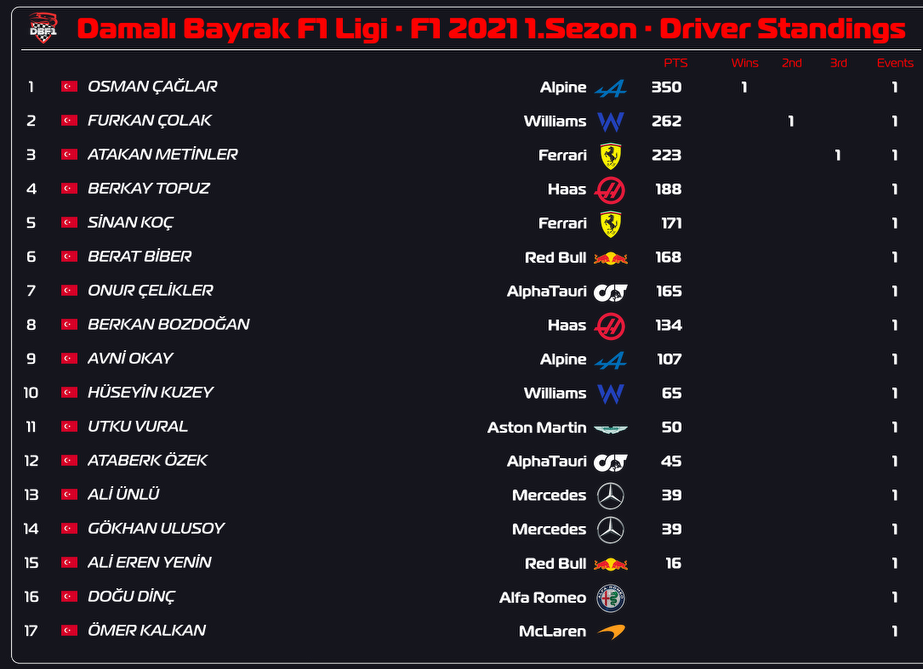 DBF1 Damalı Bayrak F1 Ligi · F1 2021 1.Sezon · Driver Standings
PTS Wins 2nd 3rd Events
1 OSMAN ÇAĞLAR Alpine 350 1 1
2 FURKAN ÇOLAK Williams 262 1 1
3 ATAKAN METİNLER Ferrari 223 1 1
4 BERKAY TOPUZ Haas 188 1
5 SİNAN KOÇ Ferrari 171 1
6 BERAT BİBER Red Bull 168 1
7 ONUR ÇELİKLER AlphaTauri 165 1
8 BERKAN BOZDOĞAN Haas 134 1
9 AVNİ OKAY Alpine 107 1
10 HÜSEYİN KUZEY Williams 65 1
11 UTKU VURAL Aston Martin 50 1
12 ATABERK ÖZEK AlphaTauri 45 1
13 ALİ ÜNLÜ Mercedes 39 1
14 GÖKHAN ULUSOY Mercedes 39 1
15 ALİ EREN YENİN Red Bull 16 1
16 DOĞU DİNÇ Alfa Romeo 1
17 ÖMER KALKAN McLaren 1